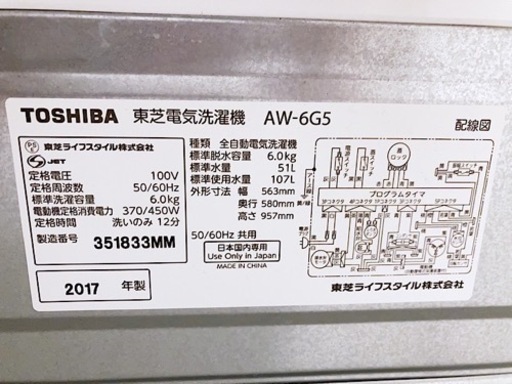 TOSHIBA 東芝電気洗濯機 AW-6G5
配線図
東芝ライフスタイル株式会社
JET
定格電圧 100V
定格周波数 50/60Hz
標準洗濯容量 6.0kg
電動機定格消費電力 370/450W
定格時間 洗いのみ 12分
製造番号 351833MM
2017 年製
種類 全自動電気洗濯機
標準脱水容量 6.0kg
標準水量 51L
標準使用水量 107L
外形寸法 幅 563mm
奥行 580mm
高さ 957mm
50/60Hz 共用
日本国内専用
Use Only in Japan
MADE IN CHINA
プログラムタイマ
東芝ライフスタイル株式会社